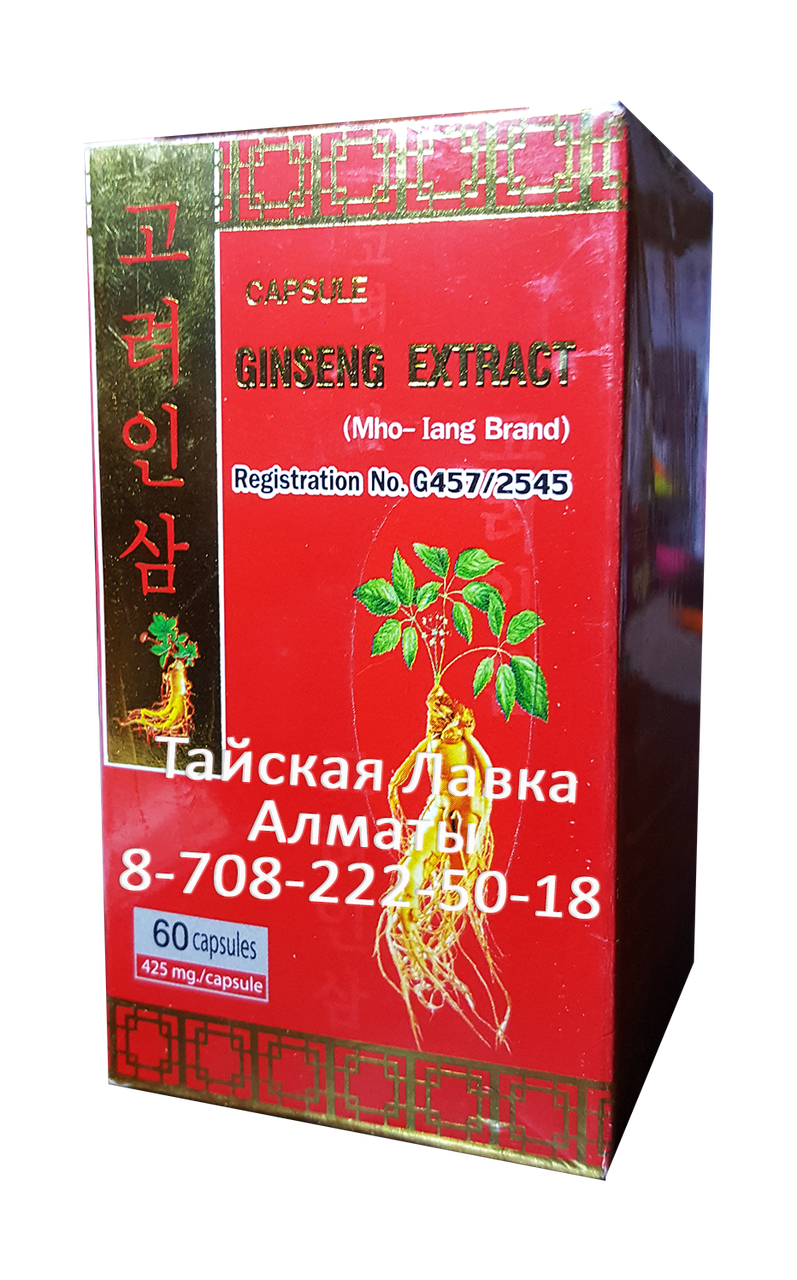 고려인삼
CAPSULE
GINSENG EXTRACT
(Mho-Iang Brand)
Registration No. G457/2545
Тайская Лавка
Алматы
8-708-222-50-18
60 capsules
425 mg./capsule